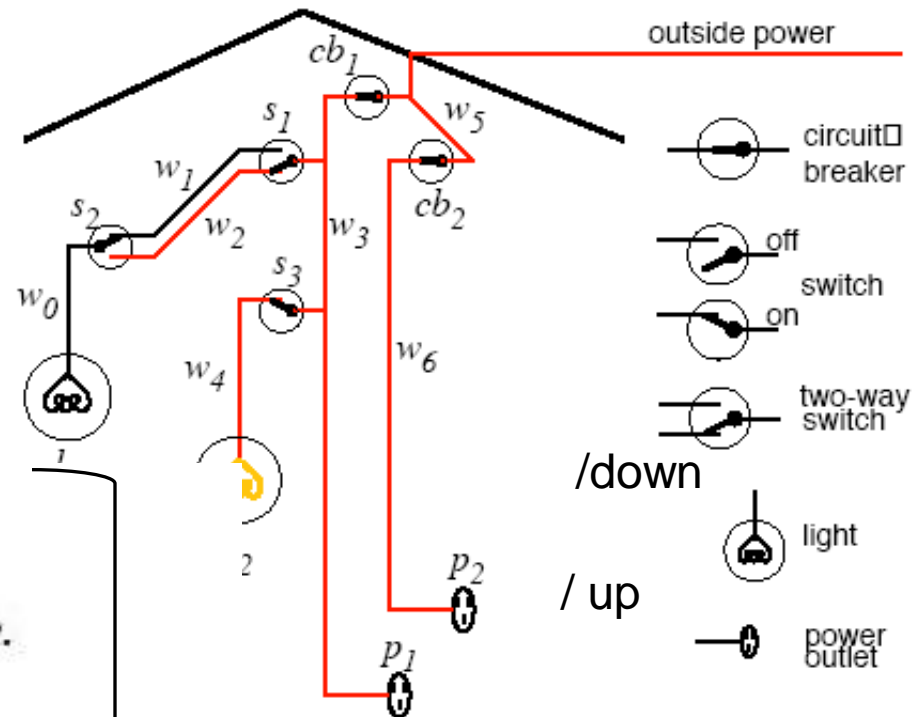 outside power
cb1
w5
s1
circuit
breaker
w1
cb2
s2
w2
w3
off
switch
s3
on
w0
w4
w6
two-way
switch
/down
light
2
p2
/ up
power
outlet
p1